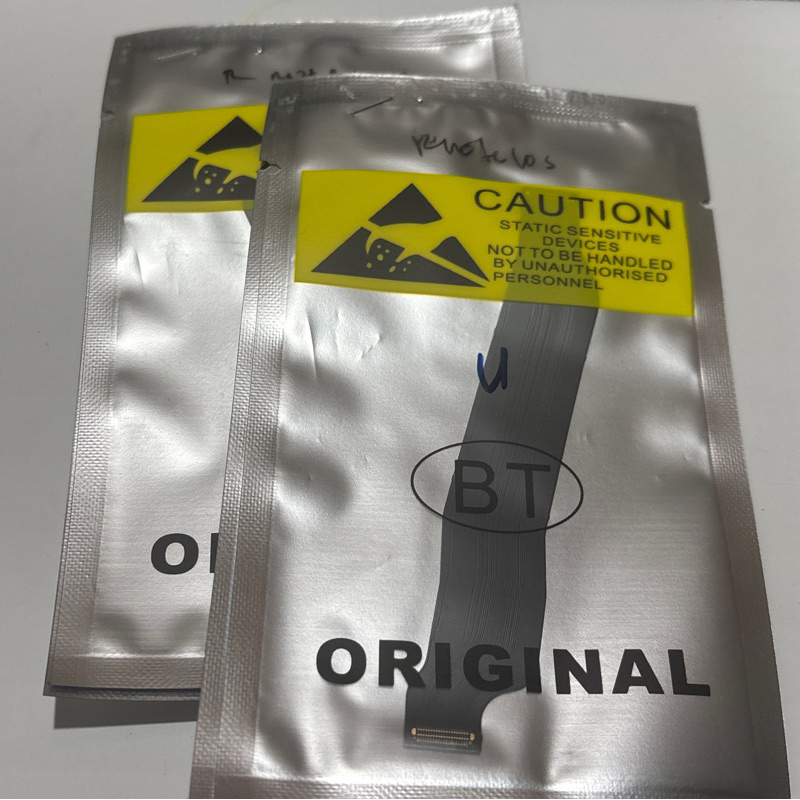 CAUTION
STATIC SENSITIVE
DEVICES
NOT TO BE HANDLED
BY UNAUTHORISED
PERSONNEL
U
BT
ORIGINAL